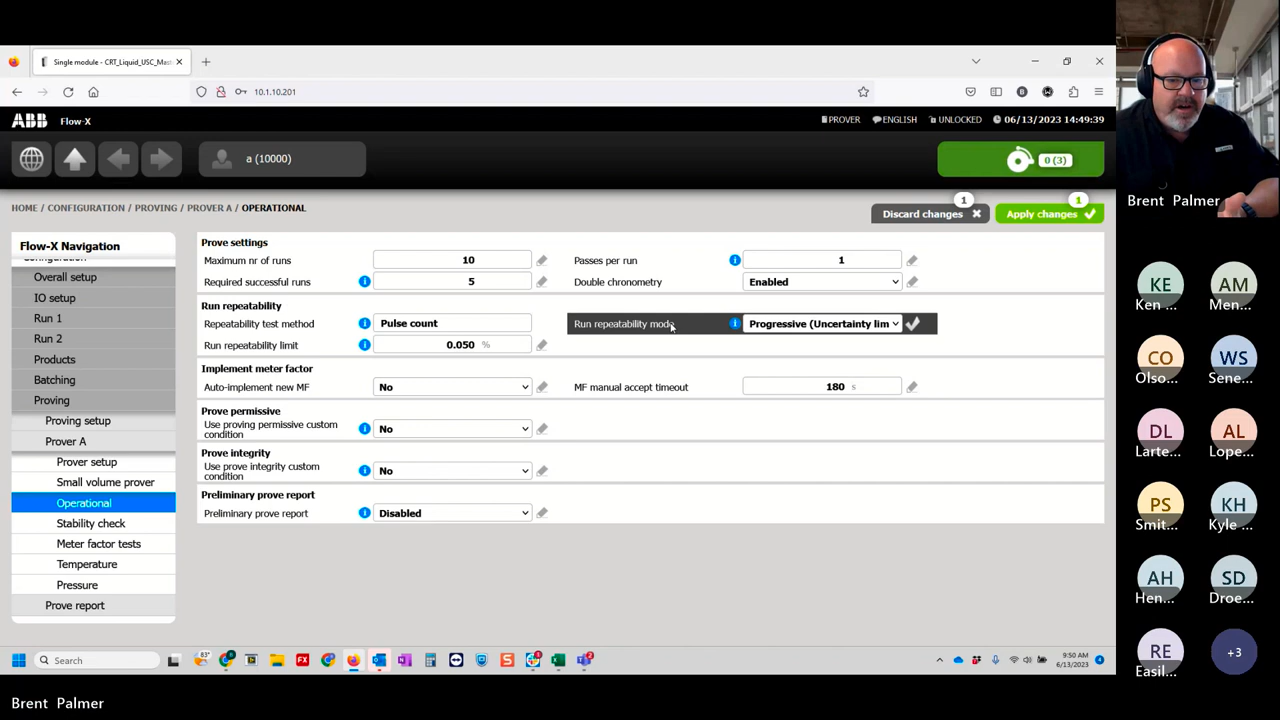 Single module - CRT_Liquid_USC_Mast
10.1.10.201
ABB Flow-X
PROVER ENGLISH UNLOCKED 06/13/2023 14:49:39
a (10000)
0 (3)
Brent Palmer
HOME / CONFIGURATION / PROVING / PROVER A / OPERATIONAL
1 1
Discard changes Apply changes
Flow-X Navigation
Configuration
Overall setup
IO setup
Run 1
Run 2
Products
Batching
Proving
Proving setup
Prover A
Prover setup
Small volume prover
Operational
Stability check
Meter factor tests
Temperature
Pressure
Prove report
Prove settings
Maximum nr of runs 10 Passes per run 1
Required successful runs 5 Double chronometry Enabled
Run repeatability
Repeatability test method Pulse count Run repeatability mode Progressive (Uncertainty lim
Run repeatability limit 0.050 %
Implement meter factor
Auto-implement new MF No MF manual accept timeout 180 s
Prove permissive
Use proving permissive custom
condition
No
Prove integrity
Use prove integrity custom
condition
No
Preliminary prove report
Preliminary prove report Disabled
KE AM
Ken ... Men...
CO WS
Olso... Sene...
DL AL
Larte... Lope...
PS KH
Smit... Kyle ...
AH SD
Hen... Droe...
RE +3
Easil...
Search
83°
9:50 AM
6/13/2023
Brent Palmer